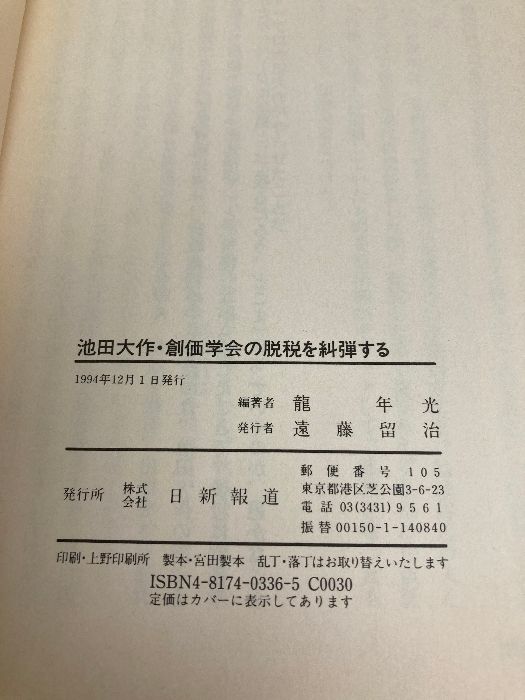 池田大作・創価学会の脱税を糾弾する
1994年12月1日発行
編著者 龍 年 光
発行者 遠 藤 留 治
発行所 株式会社 日 新 報 道
郵便番号 105
東京都港区芝公園3-6-23
電話 03(3431)9561
振替 00150-1-140840
印刷・上野印刷所 製本・宮田製本 乱丁・落丁はお取り替えいたします
ISBN4-8174-0336-5 C0030
定価はカバーに表示してあります